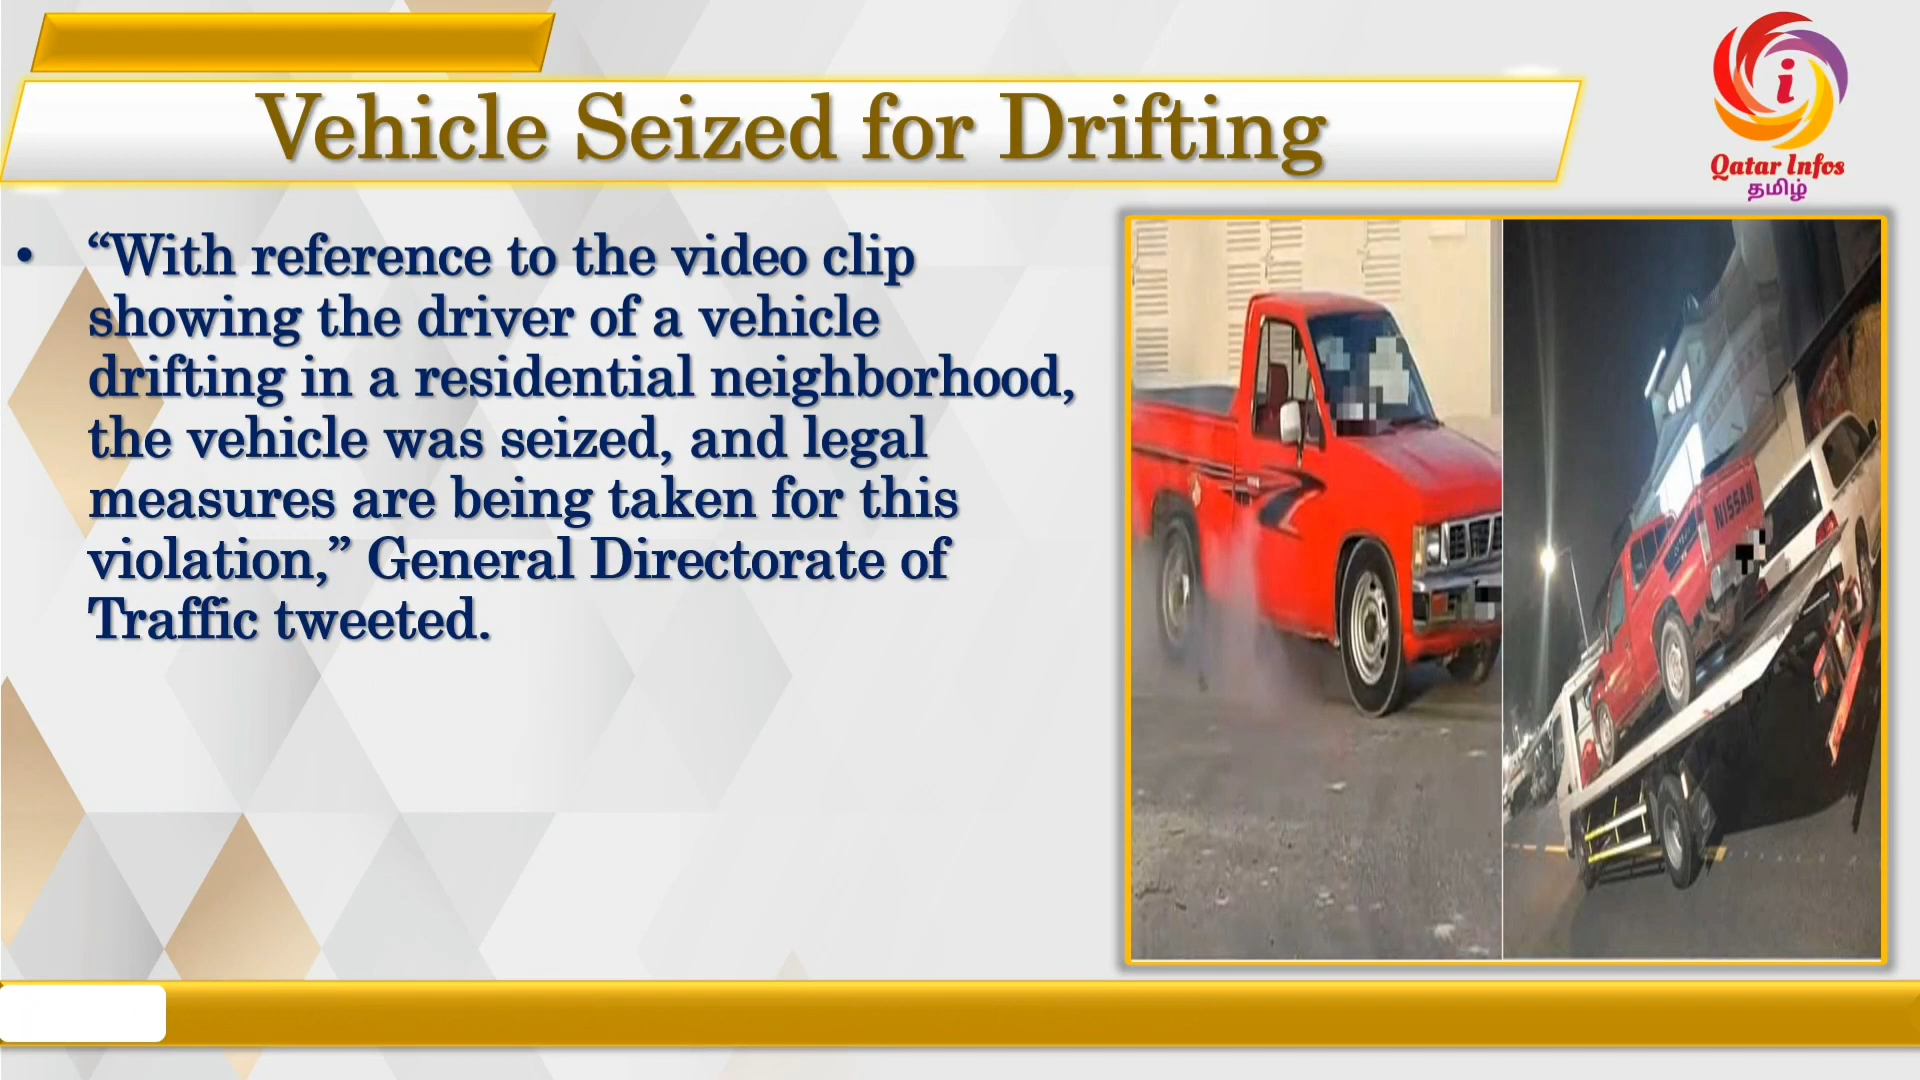 Vehicle Seized for Drifting
i
Qatar Infos
தமிழ்
• “With reference to the video clip
showing the driver of a vehicle
drifting in a residential neighborhood,
the vehicle was seized, and legal
measures are being taken for this
violation,” General Directorate of
Traffic tweeted.
NISSAN